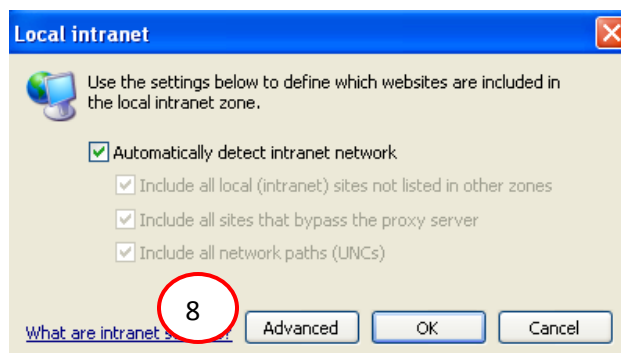 Local intranet
Use the settings below to define which websites are included in
the local intranet zone.
Automatically detect intranet network
Include all local (intranet) sites not listed in other zones
Include all sites that bypass the proxy server
Include all network paths (UNCs)
8
What are intranet Advanced OK Cancel